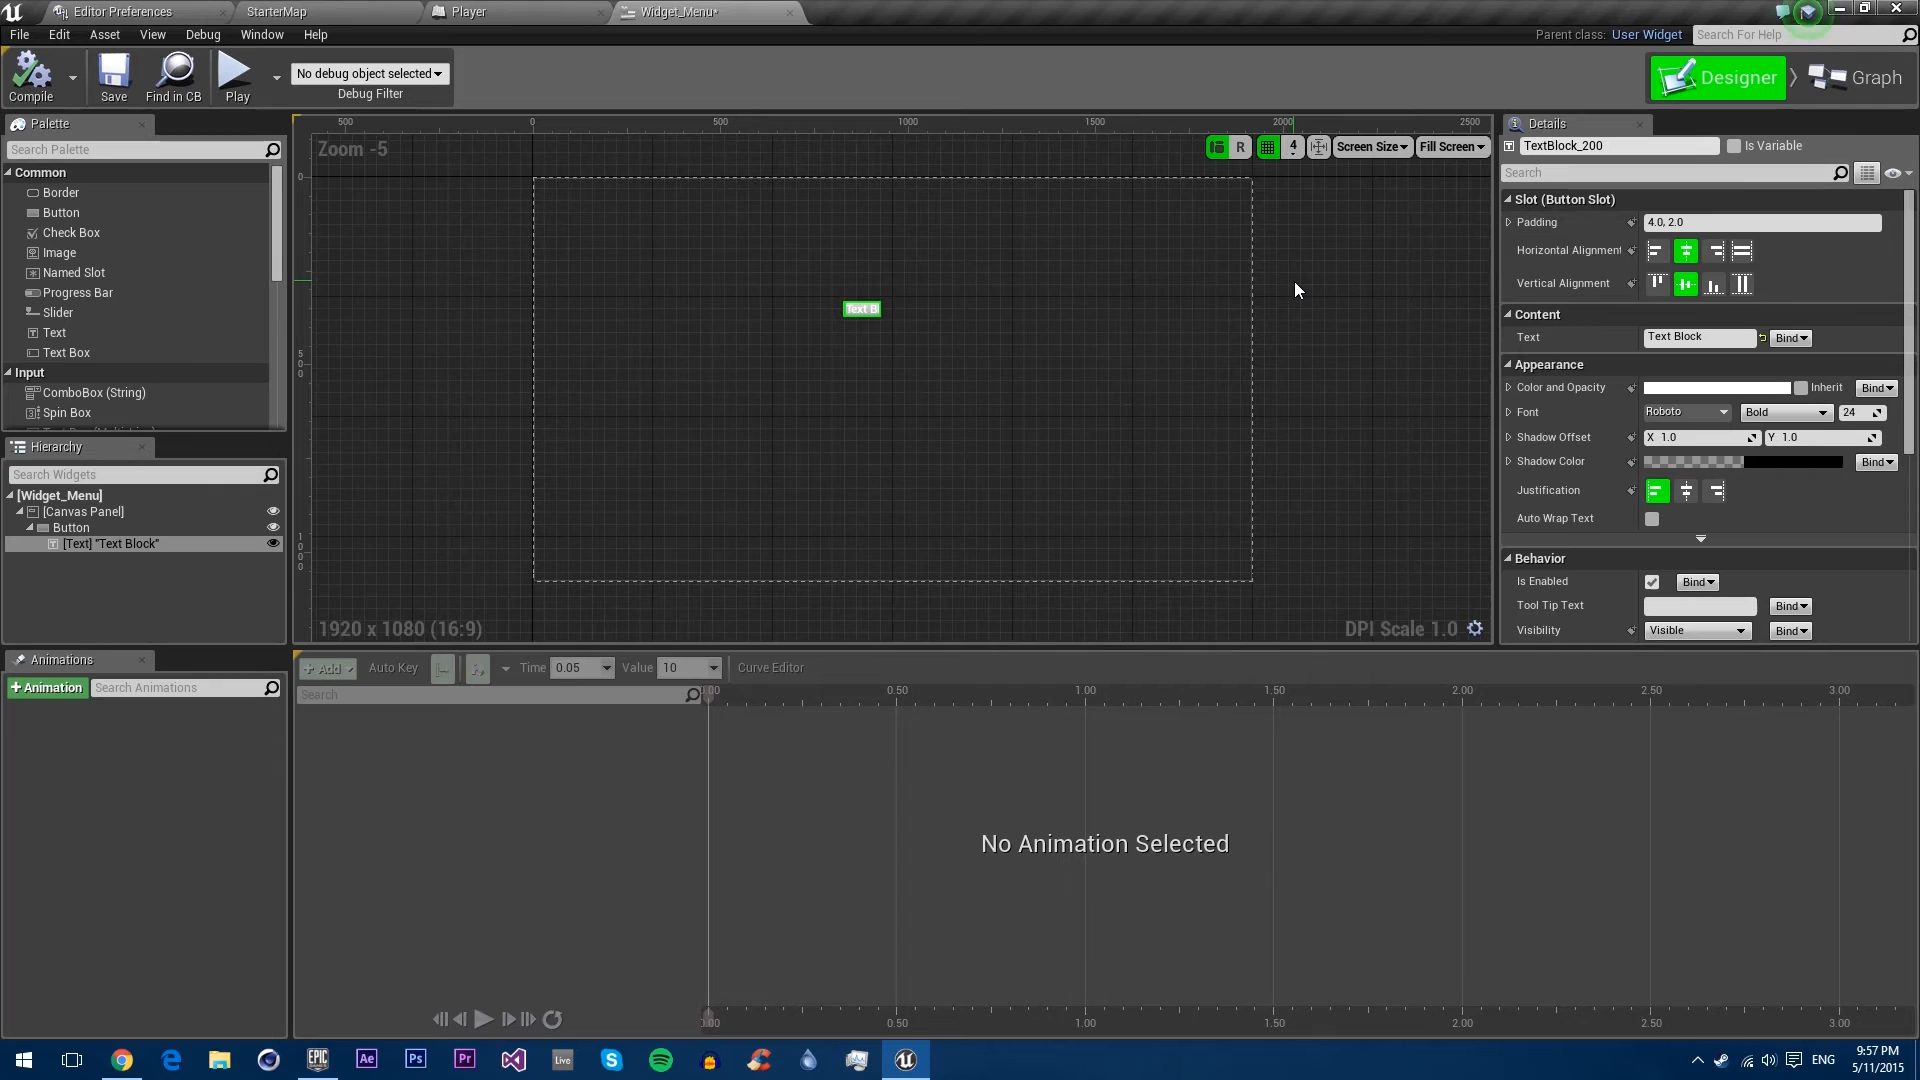 Editor Preferences
StarterMap
Player
Widget_Menu*
File Edit Asset View Debug Window Help
Parent class: User Widget
Search For Help
Compile
Save
Find in CB
Play
No debug object selected
Debug Filter
Designer
Graph
Palette
Search Palette
Common
Border
Button
Check Box
Image
Named Slot
Progress Bar
Slider
Text
Text Box
Input
ComboBox (String)
Spin Box
Hierarchy
Search Widgets
[Widget_Menu]
[Canvas Panel]
Button
[Text] "Text Block"
500 0 500 1000 1500 2000 2500
Zoom -5
R
4
Screen Size
Fill Screen
0
500
1000
Text B
1920 x 1080 (16:9)
DPI Scale 1.0
Details
TextBlock_200
Is Variable
Search
Slot (Button Slot)
Padding 4.0, 2.0
Horizontal Alignment
Vertical Alignment
Content
Text Text Block Bind
Appearance
Color and Opacity Inherit Bind
Font Roboto Bold 24
Shadow Offset X 1.0 Y 1.0
Shadow Color Bind
Justification
Auto Wrap Text
Behavior
Is Enabled Bind
Tool Tip Text Bind
Visibility Visible Bind
Animations
+Animation
Search Animations
+Add Auto Key Time 0.05 Value 10 Curve Editor
Search
0.00 0.50 1.00 1.50 2.00 2.50 3.00
No Animation Selected
0.00 0.50 1.00 1.50 2.00 2.50 3.00
EPIC GAMES
Ae
Ps
Pr
Live
ENG
9:57 PM
5/11/2015